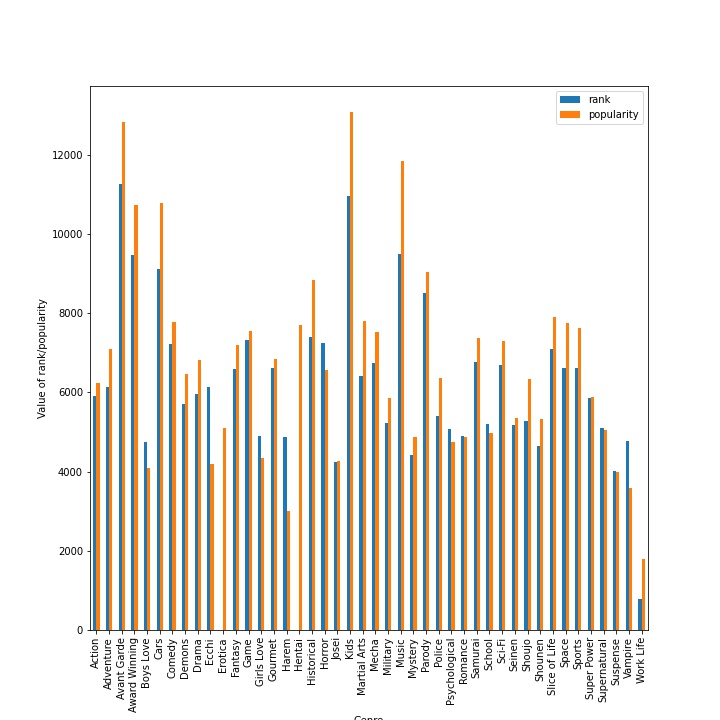 rank
popularity
12000
10000
8000
6000
4000
2000
0
Value of rank/popularity
Action
Adventure
Avant Garde
Award Winning
Boys Love
Cars
Comedy
Demons
Drama
Ecchi
Erotica
Fantasy
Game
Girls Love
Gourmet
Harem
Hentai
Historical
Horror
Josei
Kids
Martial Arts
Mecha
Military
Music
Mystery
Parody
Police
Psychological
Romance
Samurai
School
Sci-Fi
Seinen
Shoujo
Shounen
Slice of Life
Space
Sports
Super Power
Supernatural
Suspense
Vampire
Work Life
Genre